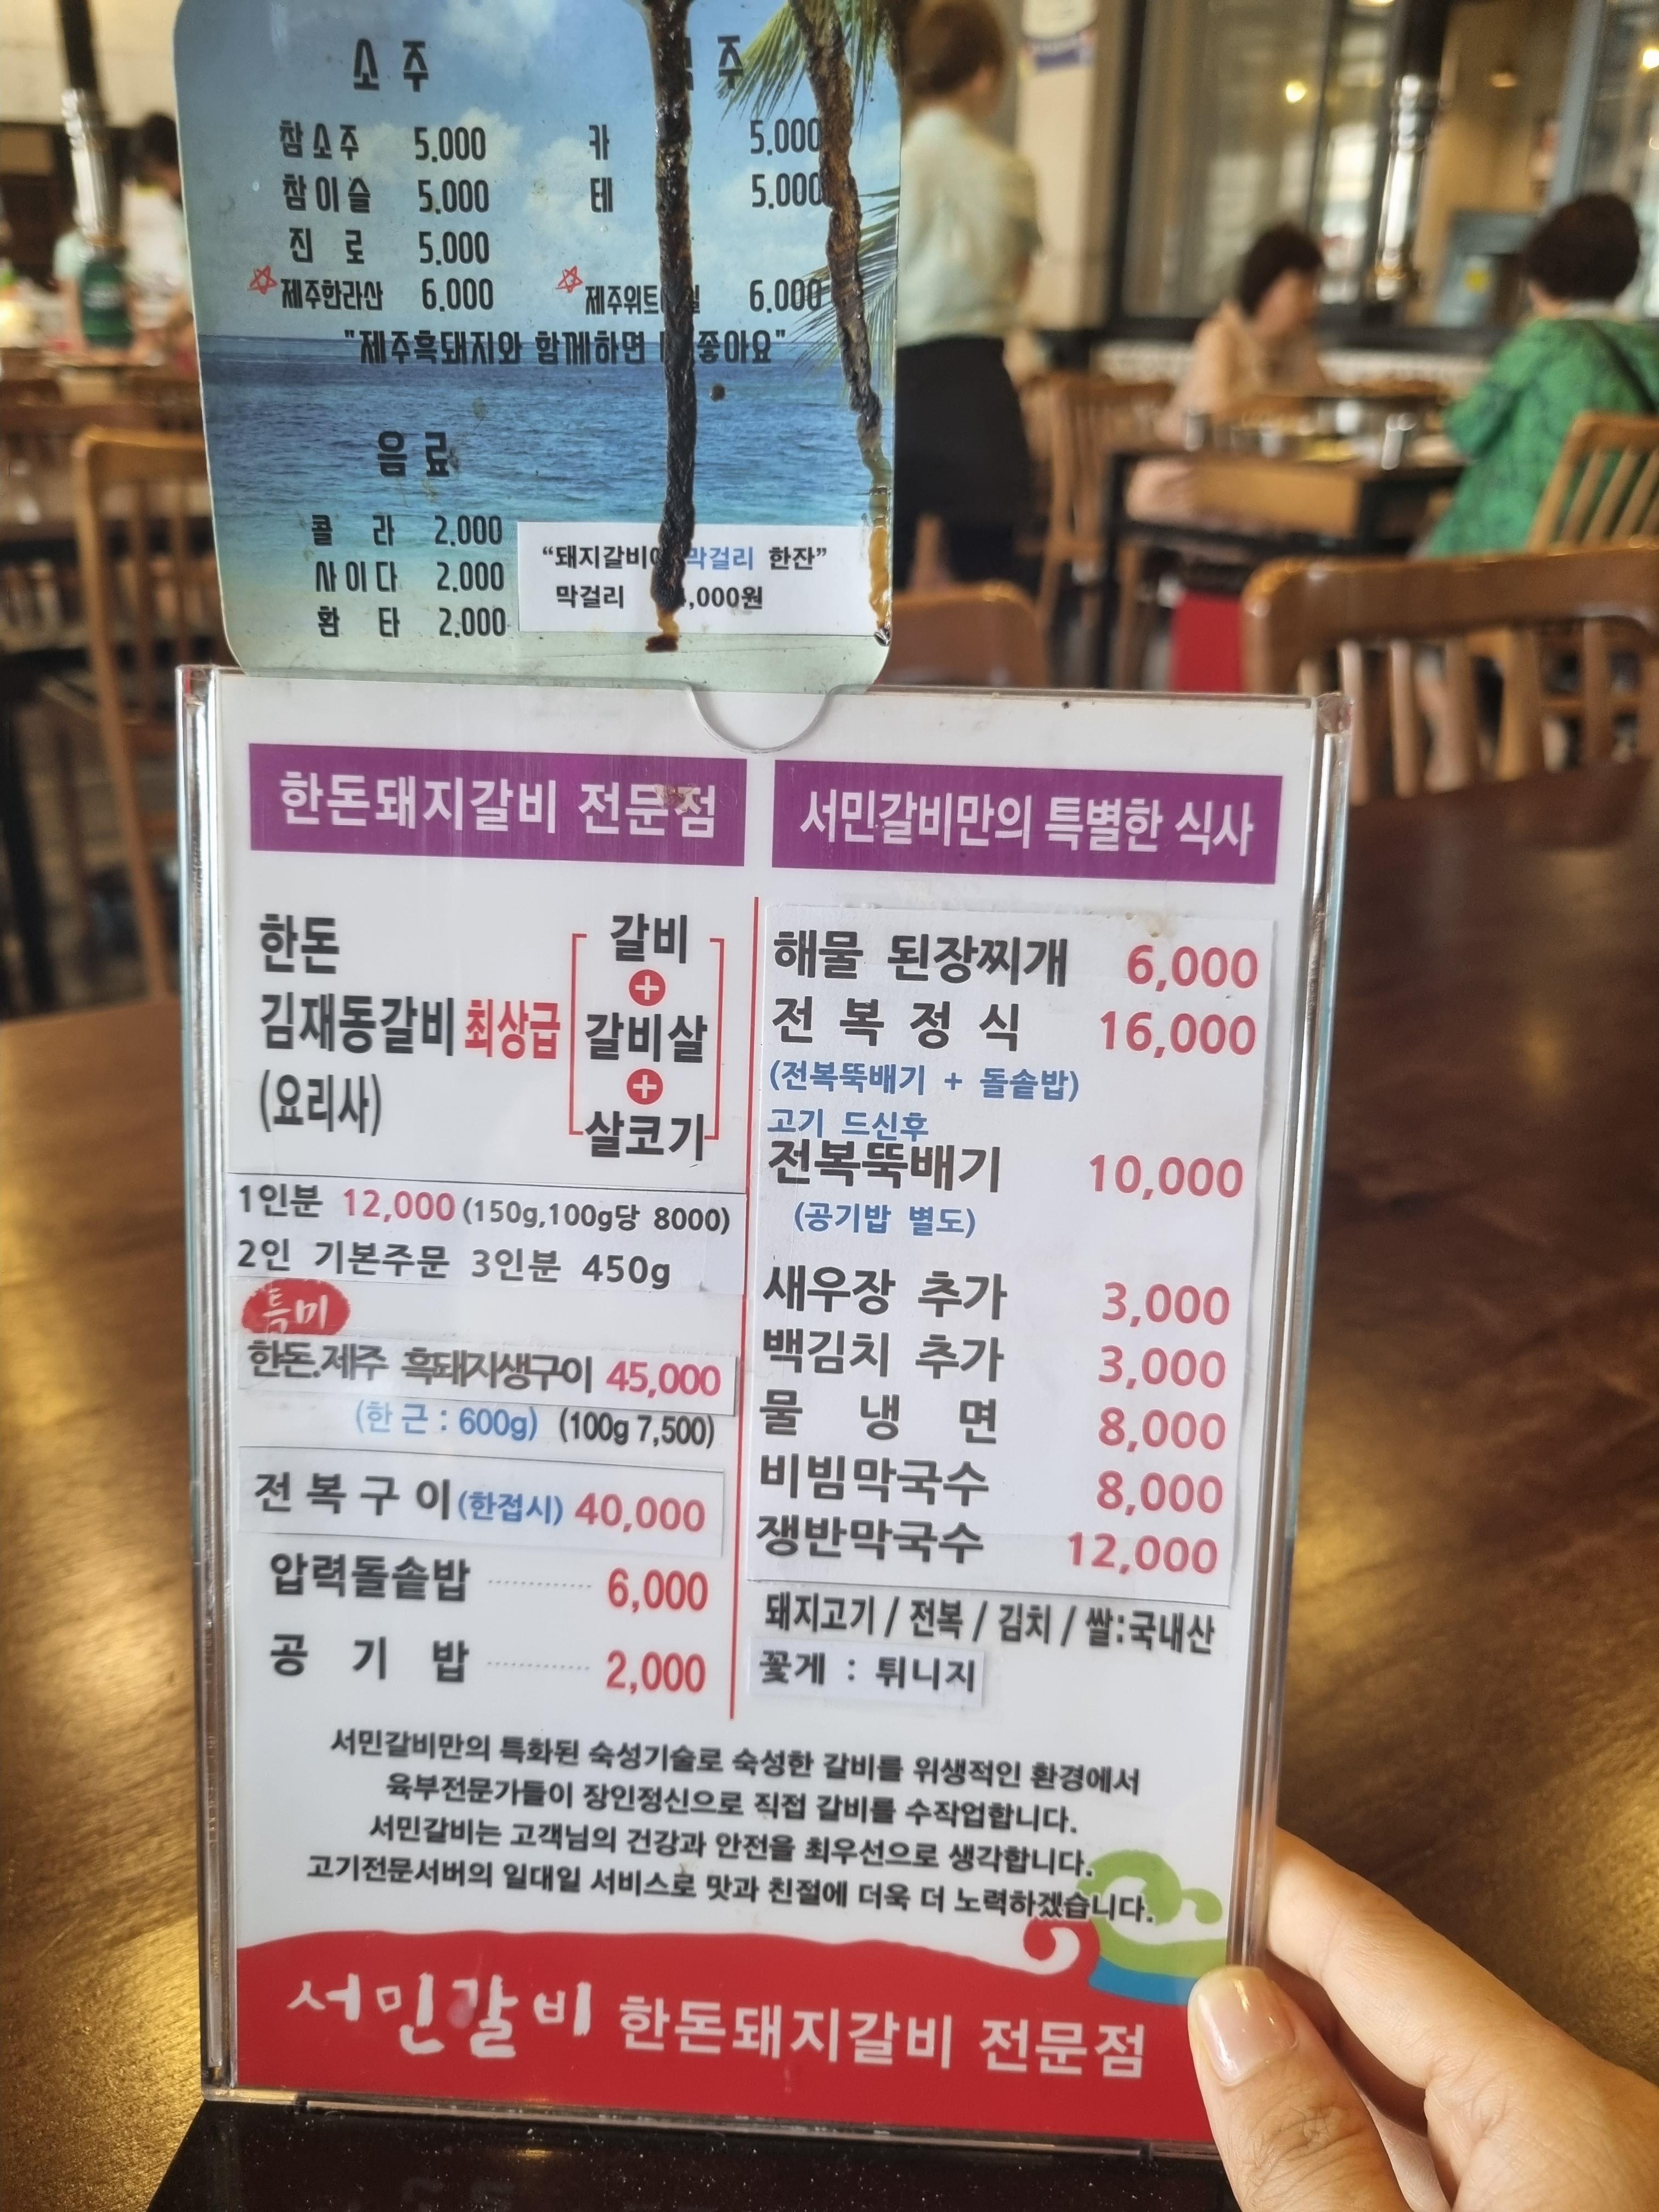 소주 주
참소주 5.000 카 5.000
참이슬 5.000 테 5.000
진로 5.000
제주한라산 6.000 6.000
"제주흑돼지와 함께하면 좋아요"
음료
콜라 2.000
사이다 2.000
환타 2.000
“돼지갈비에 막걸리 한잔”
막걸리 ,000원
한돈돼지갈비 전문점
한돈
김재동갈비 최상급
(요리사)
갈비
+
갈비살
+
살코기
1인분 12,000 (150g,100g당 8000)
2인 기본주문 3인분 450g
특미
한돈.제주 흑돼지생구이 45,000
(한근 : 600g) (100g 7,500)
전복구이 (한접시) 40,000
압력돌솥밥 6,000
공기밥 2,000
서민갈비만의 특별한 식사
해물 된장찌개 6,000
전복정식 16,000
(전복뚝배기 + 돌솥밥)
고기 드신후
전복뚝배기 10,000
(공기밥 별도)
새우장 추가 3,000
백김치 추가 3,000
물냉면 8,000
비빔막국수 8,000
쟁반막국수 12,000
돼지고기 / 전복 / 김치 / 쌀:국내산
꽃게 : 튀니지
서민갈비만의 특화된 숙성기술로 숙성한 갈비를 위생적인 환경에서
육부전문가들이 장인정신으로 직접 갈비를 수작업합니다.
서민갈비는 고객님의 건강과 안전을 최우선으로 생각합니다.
고기전문서버의 일대일 서비스로 맛과 친절에 더욱 더 노력하겠습니다.
서민갈비 한돈돼지갈비 전문점